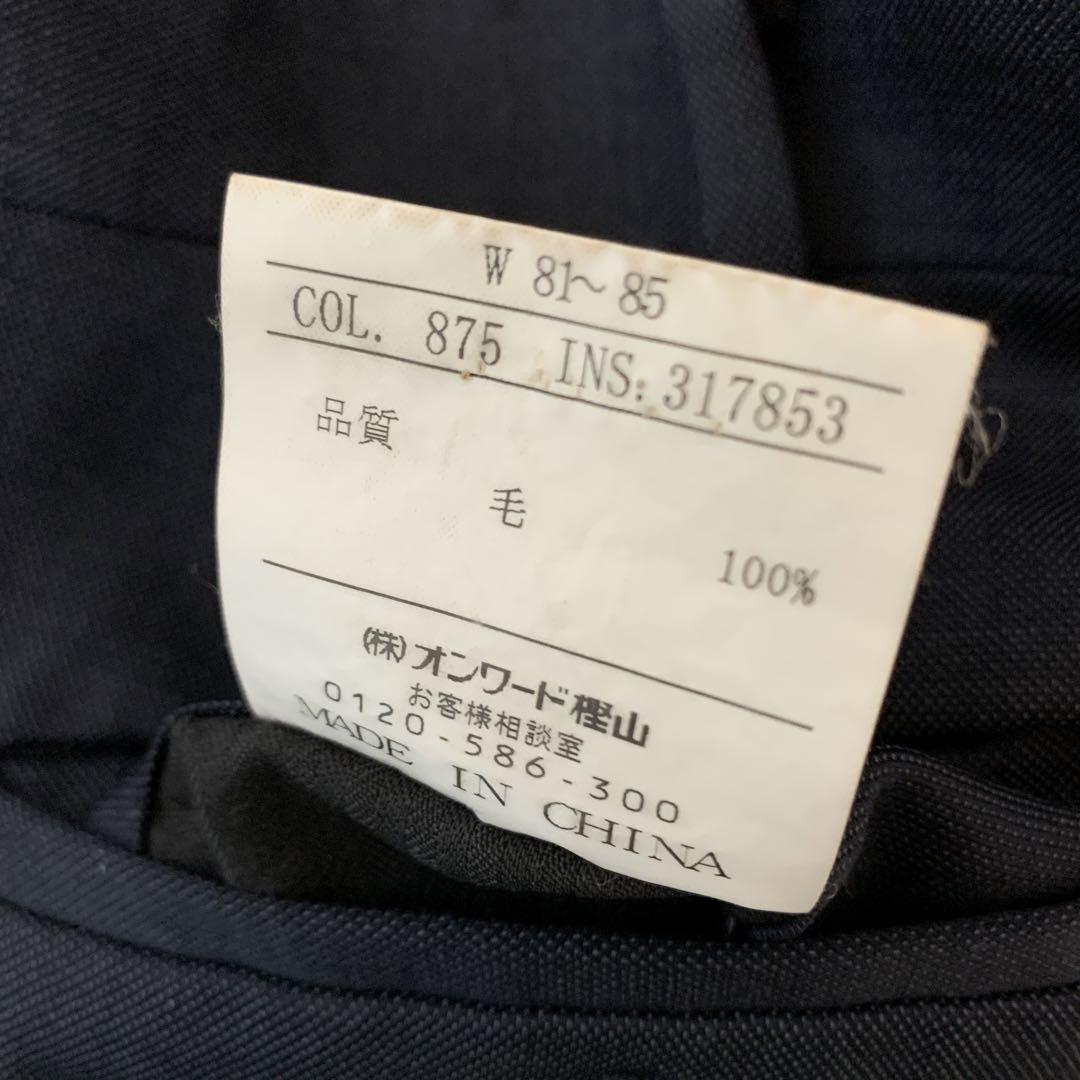 W 81～85
COL. 875 INS:317853
品質
毛 100%
(株)オンワード樫山
お客様相談室
0120-586-300
MADE IN CHINA